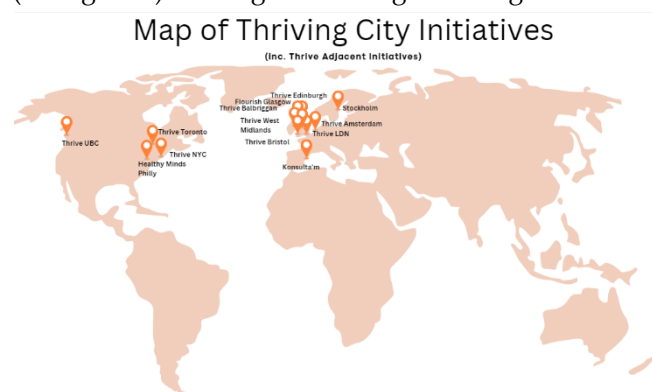 Map of Thriving City Initiatives
(Inc. Thrive Adjacent Initiatives)
Thrive Edinburgh
Flourish Glasgow
Thrive Balbriggan
Stockholm
Thrive West
Midlands
Thrive Amsterdam
Thrive LDN
Thrive Bristol
Konsulta'm
Thrive UBC
Thrive Toronto
Thrive NYC
Healthy Minds
Philly